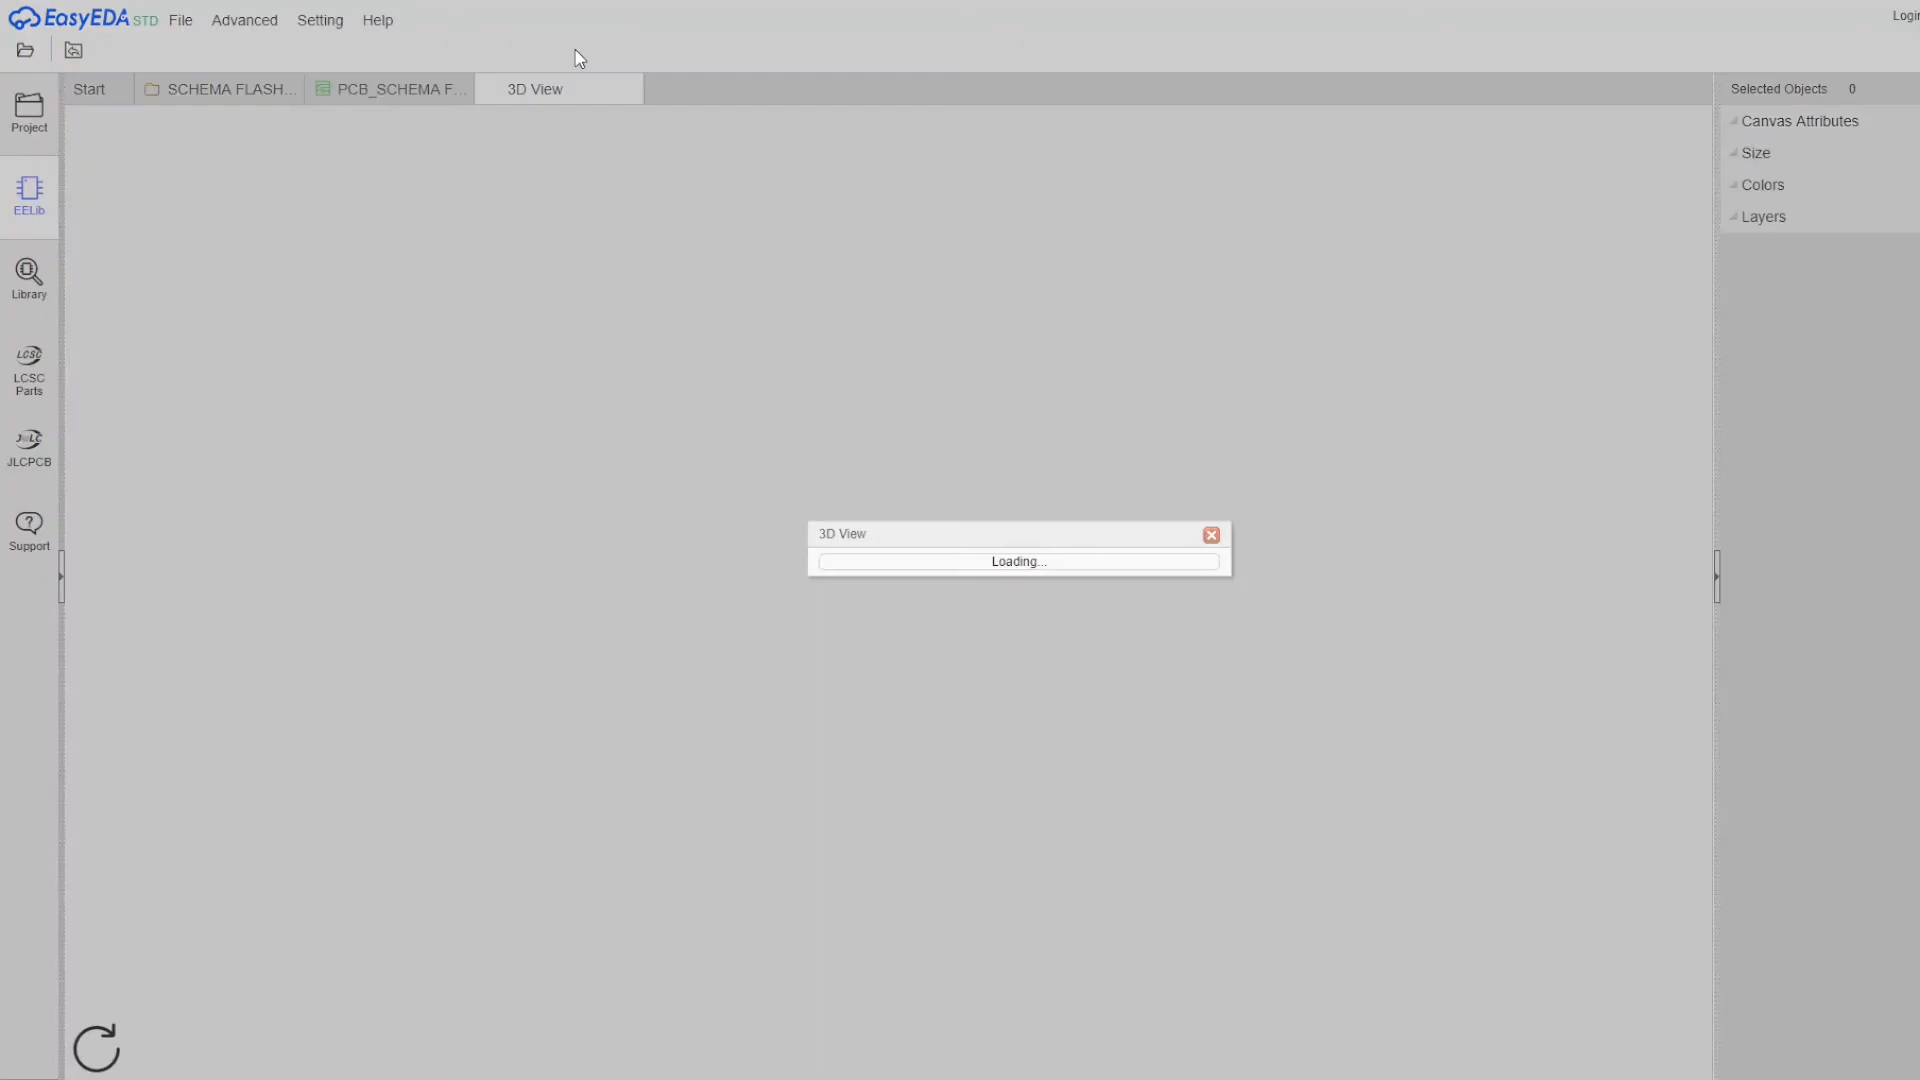 EasyEDA STD File Advanced Setting Help
Start SCHEMA FLASH... PCB_SCHEMA F... 3D View
Project
EELib
Library
LCSC
LCSC
Parts
JLCPCB
Support
3D View
Loading...
Selected Objects 0
Canvas Attributes
Size
Colors
Layers